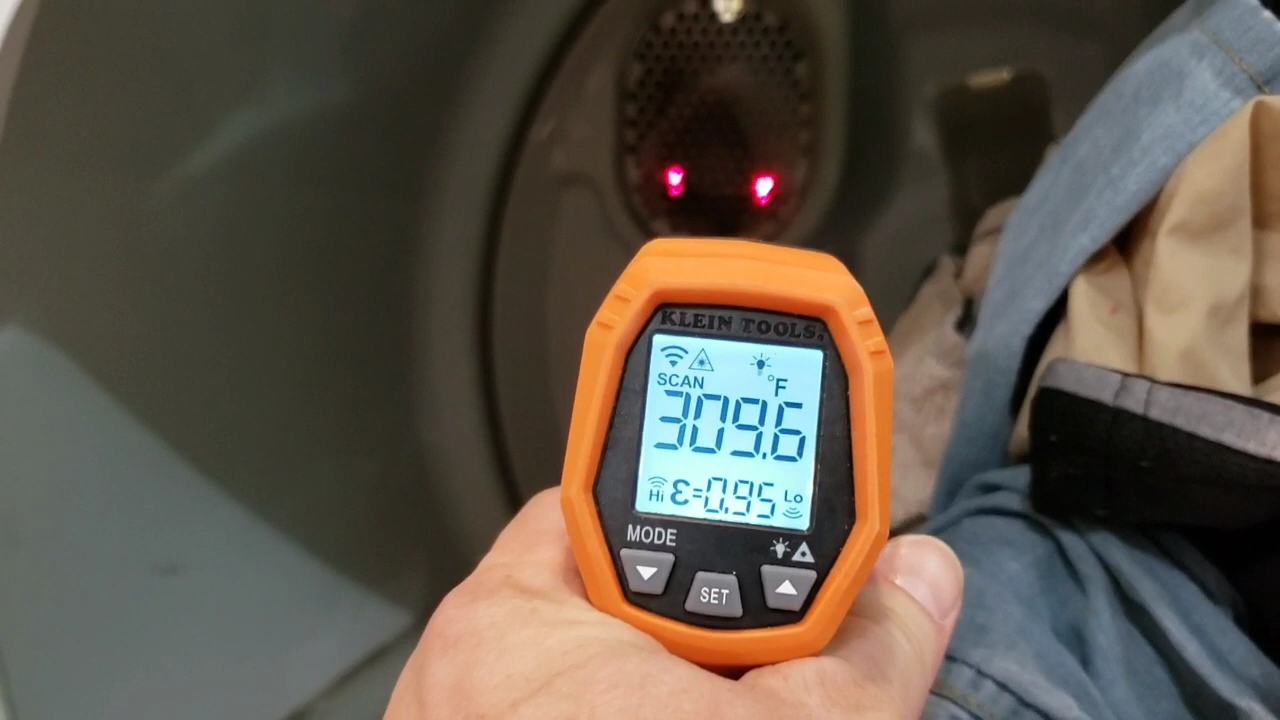 KLEIN TOOLS®
SCAN °F
309.6
Hi ε=0.95 Lo
MODE
SET